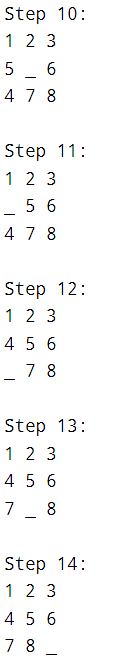 Step 10:
1 2 3
5 _ 6
4 7 8
Step 11:
1 2 3
_ 5 6
4 7 8
Step 12:
1 2 3
4 5 6
_ 7 8
Step 13:
1 2 3
4 5 6
7 _ 8
Step 14:
1 2 3
4 5 6
7 8 _